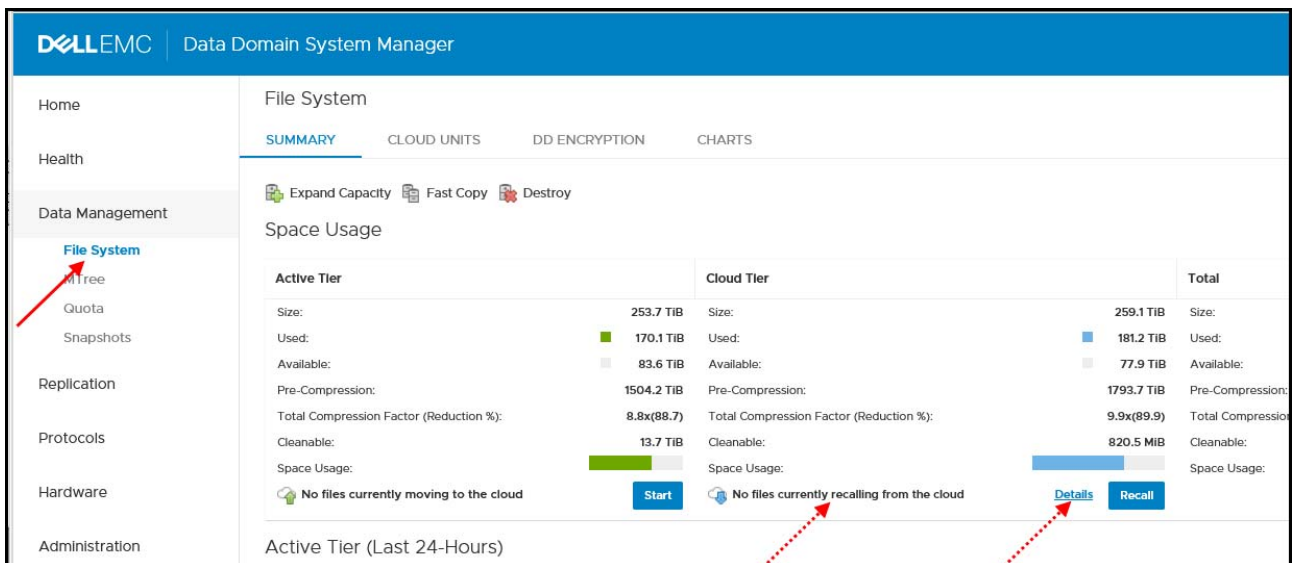 DELLEMC Data Domain System Manager
Home
Health
Data Management
File System
MTree
Quota
Snapshots
Replication
Protocols
Hardware
Administration
File System
SUMMARY CLOUD UNITS DD ENCRYPTION CHARTS
Expand Capacity Fast Copy Destroy
Space Usage
Active Tier Cloud Tier Total
Size: 253.7 TiB Size: 259.1 TiB Size:
Used: 170.1 TiB Used: 181.2 TiB Used:
Available: 83.6 TiB Available: 77.9 TiB Available:
Pre-Compression: 1504.2 TiB Pre-Compression: 1793.7 TiB Pre-Compression:
Total Compression Factor (Reduction %): 8.8x(88.7) Total Compression Factor (Reduction %): 9.9x(89.9) Total Compression
Cleanable: 13.7 TiB Cleanable: 820.5 MiB Cleanable:
Space Usage: Space Usage: Space Usage:
No files currently moving to the cloud Start No files currently recalling from the cloud Details Recall
Active Tier (Last 24-Hours)